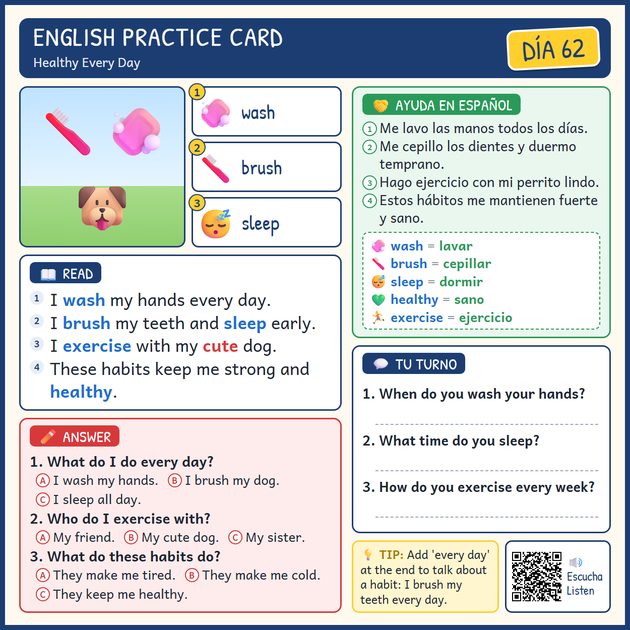 ENGLISH PRACTICE CARD
Healthy Every Day
DÍA 62
1
wash
2
brush
3
sleep
READ
1 I wash my hands every day.
2 I brush my teeth and sleep early.
3 I exercise with my cute dog.
4 These habits keep me strong and
healthy.
ANSWER
1. What do I do every day?
A I wash my hands. B I brush my dog.
C I sleep all day.
2. Who do I exercise with?
A My friend. B My cute dog. C My sister.
3. What do these habits do?
A They make me tired. B They make me cold.
C They keep me healthy.
AYUDA EN ESPAÑOL
1 Me lavo las manos todos los días.
2 Me cepillo los dientes y duermo
temprano.
3 Hago ejercicio con mi perrito lindo.
4 Estos hábitos me mantienen fuerte
y sano.
wash = lavar
brush = cepillar
sleep = dormir
healthy = sano
exercise = ejercicio
TU TURNO
1. When do you wash your hands?
2. What time do you sleep?
3. How do you exercise every week?
TIP: Add 'every day'
at the end to talk about
a habit: I brush my
teeth every day.
Escucha
Listen